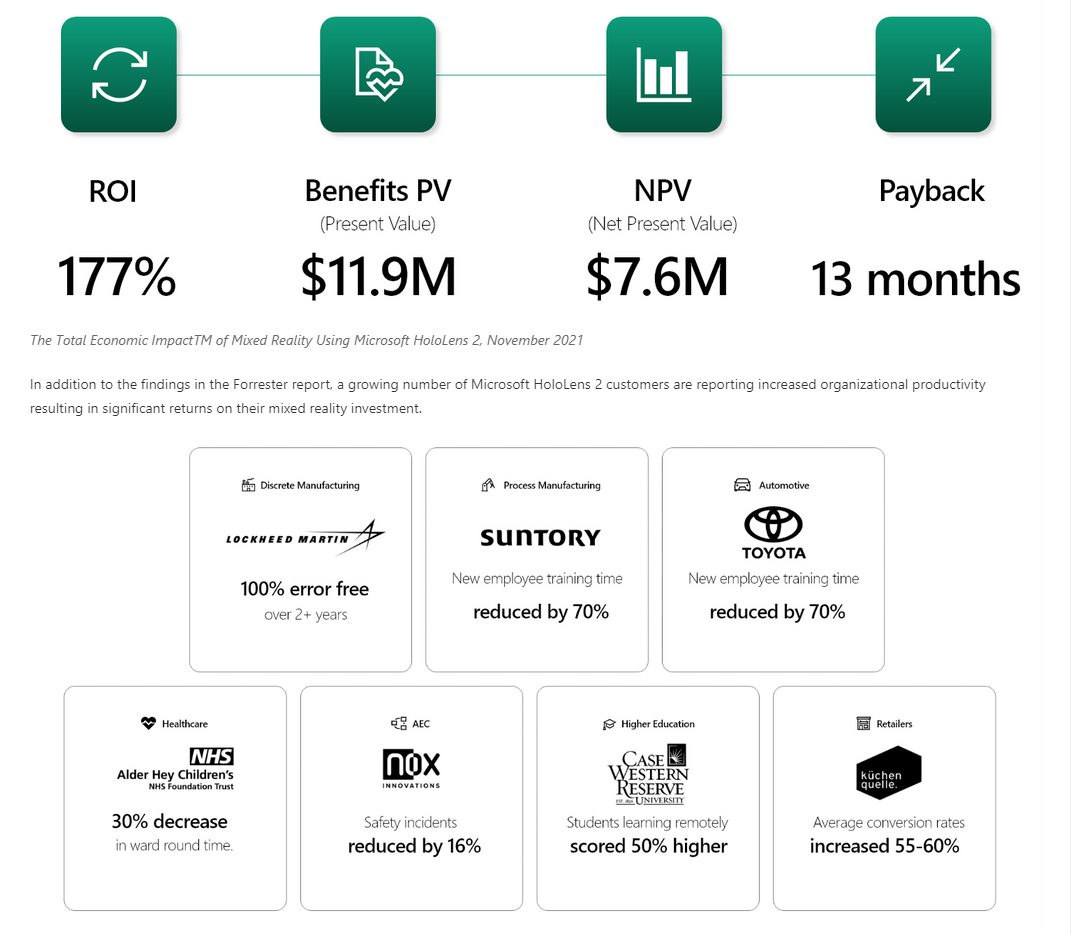 ROI
Benefits PV
(Present Value)
NPV
(Net Present Value)
Payback
177%
$11.9M
$7.6M
13 months
The Total Economic ImpactTM of Mixed Reality Using Microsoft HoloLens 2, November 2021
In addition to the findings in the Forrester report, a growing number of Microsoft HoloLens 2 customers are reporting increased organizational productivity
resulting in significant returns on their mixed reality investment.
Discrete Manufacturing
LOCKHEED MARTIN
100% error free
over 2+ years
Process Manufacturing
SUNTORY
New employee training time
reduced by 70%
Automotive
TOYOTA
New employee training time
reduced by 70%
Healthcare
NHS
Alder Hey Children's
NHS Foundation Trust
30% decrease
in ward round time.
AEC
nox
INNOVATIONS
Safety incidents
reduced by 16%
Higher Education
CASE
WESTERN
RESERVE
EST. 1826 UNIVERSITY
Students learning remotely
scored 50% higher
Retailers
küchen
quelle.
Average conversion rates
increased 55-60%